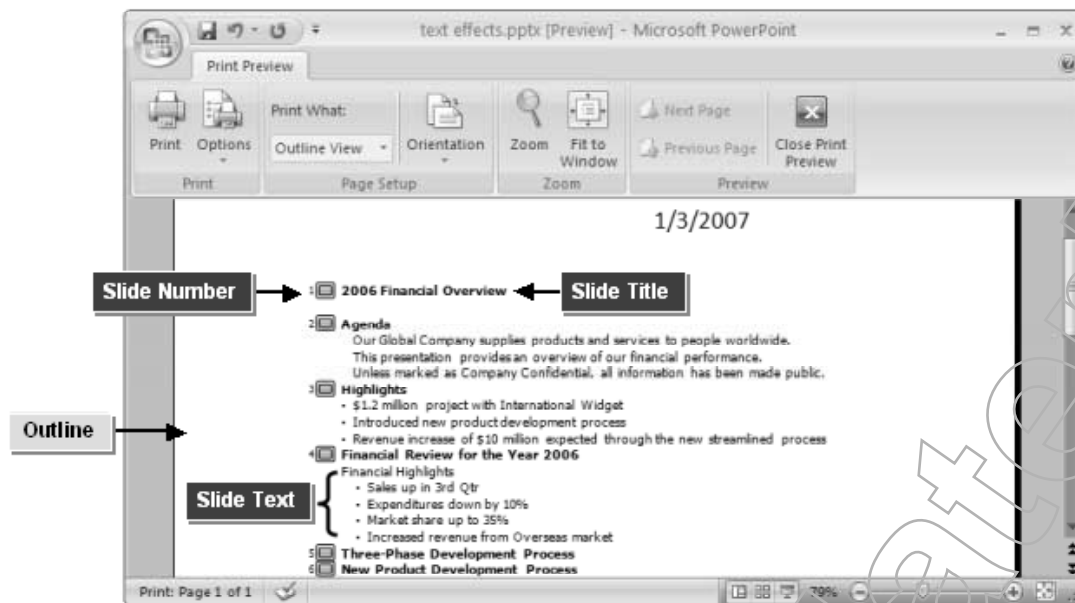 text effects.pptx [Preview] - Microsoft PowerPoint
Print Preview
Print
Options
Print
Print What:
Outline View
Orientation
Page Setup
Zoom
Fit to
Window
Zoom
Next Page
Previous Page
Close Print
Preview
Preview
1/3/2007
Slide Number
1 2006 Financial Overview
Slide Title
2 Agenda
Our Global Company supplies products and services to people worldwide.
This presentation provides an overview of our financial performance.
Unless marked as Company Confidential, all information has been made public.
3 Highlights
• $1.2 million project with International Widget
• Introduced new product development process
• Revenue increase of $10 million expected through the new streamlined process
Outline
4 Financial Review for the Year 2006
Financial Highlights
Slide Text
• Sales up in 3rd Qtr
• Expenditures down by 10%
• Market share up to 35%
• Increased revenue from Overseas market
5 Three-Phase Development Process
6 New Product Development Process
Print: Page 1 of 1
79%